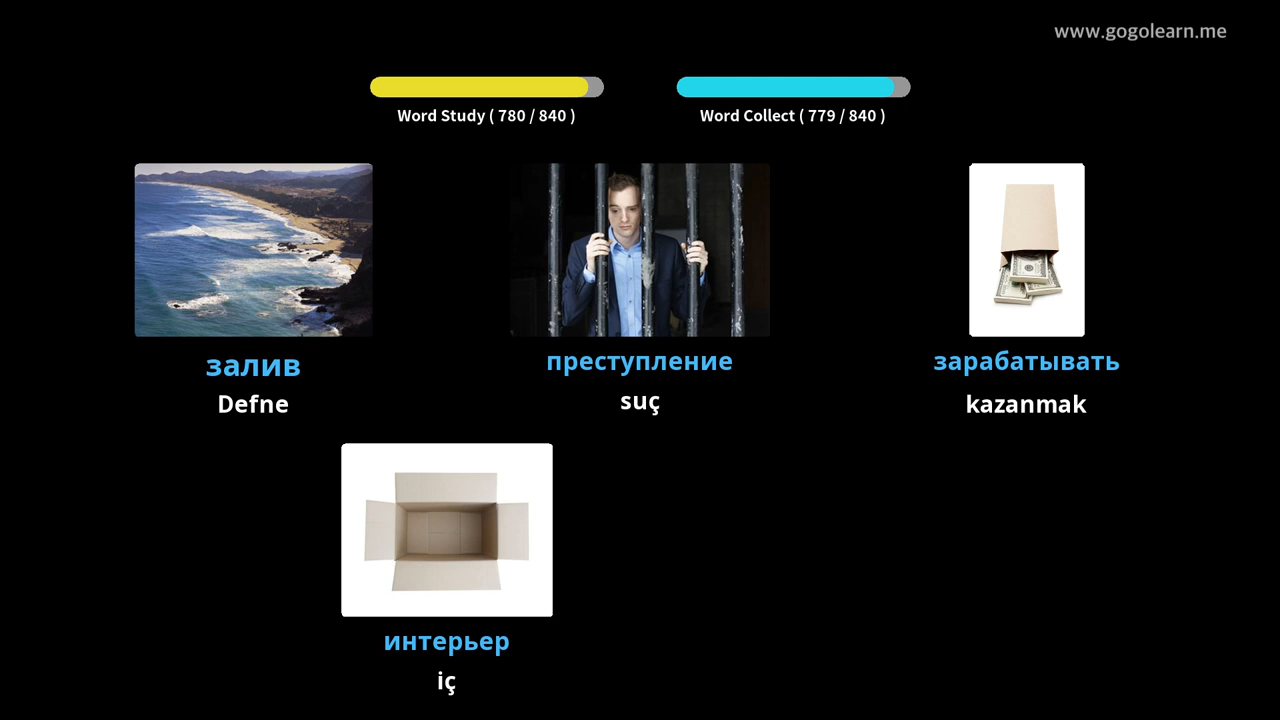 www.gogolearn.me
Word Study ( 780 / 840 )
Word Collect ( 779 / 840 )
залив
Defne
преступление
suç
зарабатывать
kazanmak
интерьер
iç